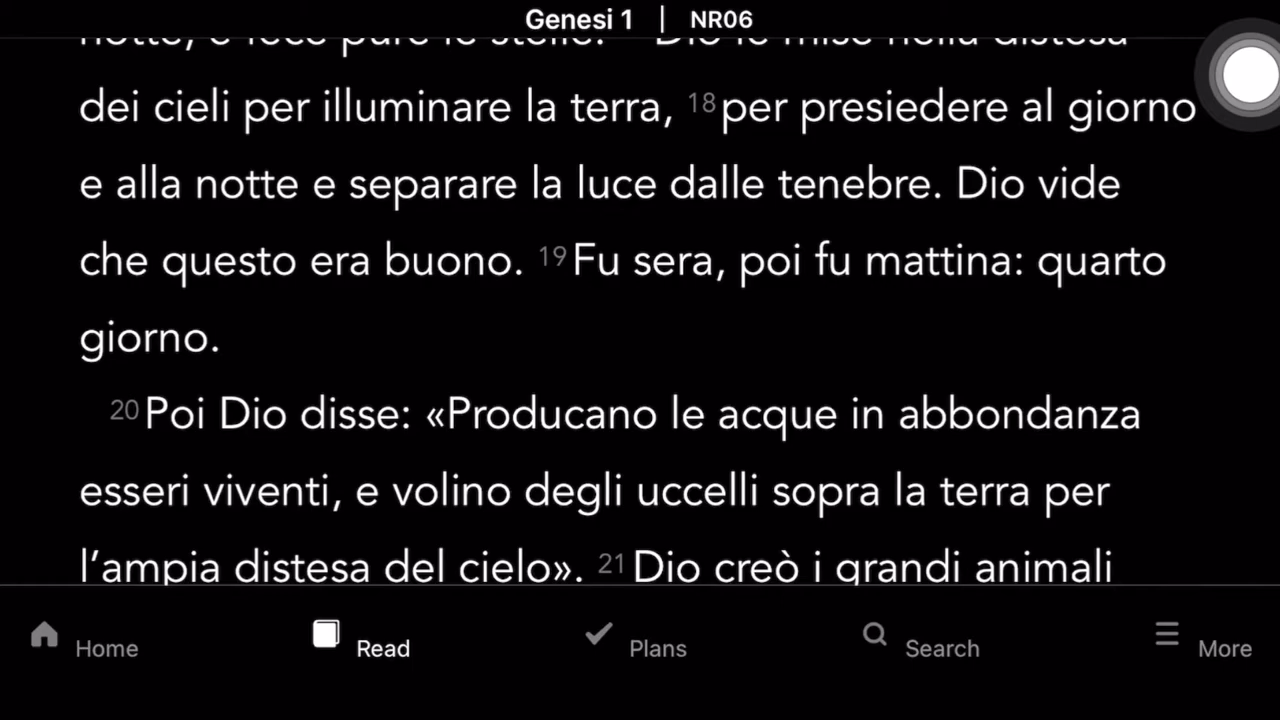 Genesi 1 | NR06
dei cieli per illuminare la terra, 18 per presiedere al giorno
e alla notte e separare la luce dalle tenebre. Dio vide
che questo era buono. 19 Fu sera, poi fu mattina: quarto
giorno.
20 Poi Dio disse: «Producano le acque in abbondanza
esseri viventi, e volino degli uccelli sopra la terra per
l’ampia distesa del cielo». 21 Dio creò i grandi animali
Home
Read
Plans
Search
More